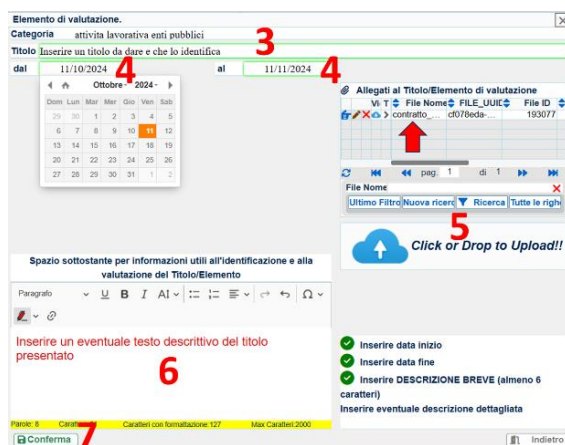 Elemento di valutazione.
Categoria attivita lavorativa enti pubblici
3
Titolo Inserire un titolo da dare e che lo identifica
dal 11/10/2024 al 11/11/2024
4 4
Ottobre 2024
Dom Lun Mar Mer Gio Ven Sab
29 30 1 2 3 4 5
6 7 8 9 10 11 12
13 14 15 16 17 18 19
20 21 22 23 24 25 26
27 28 29 30 31 1 2
Allegati al Titolo/Elemento di valutazione
Vi T File Nome FILE_UUID File ID
contratto_... cf078eda-... 193077
pag. 1 di 1
File Nome
Ultimo Filtro Nuova ricerc Ricerca Tutte le righe
5
Click or Drop to Upload!!
Spazio sottostante per informazioni utili all'identificazione e alla
valutazione del Titolo/Elemento
Paragrafo U B I AI Ω
Inserire un eventuale testo descrittivo del titolo
presentato
6
Parole: 8 Caratteri con formattazione:127 Max Caratteri:2000
7
Conferma
Inserire data inizio
Inserire data fine
Inserire DESCRIZIONE BREVE (almeno 6
caratteri)
Inserire eventuale descrizione dettagliata
Indietro